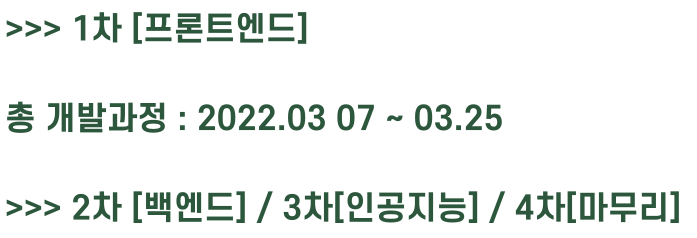 >>> 1차 [프론트엔드]
총 개발과정 : 2022.03 07 ~ 03.25
>>> 2차 [백엔드] / 3차[인공지능] / 4차[마무리]